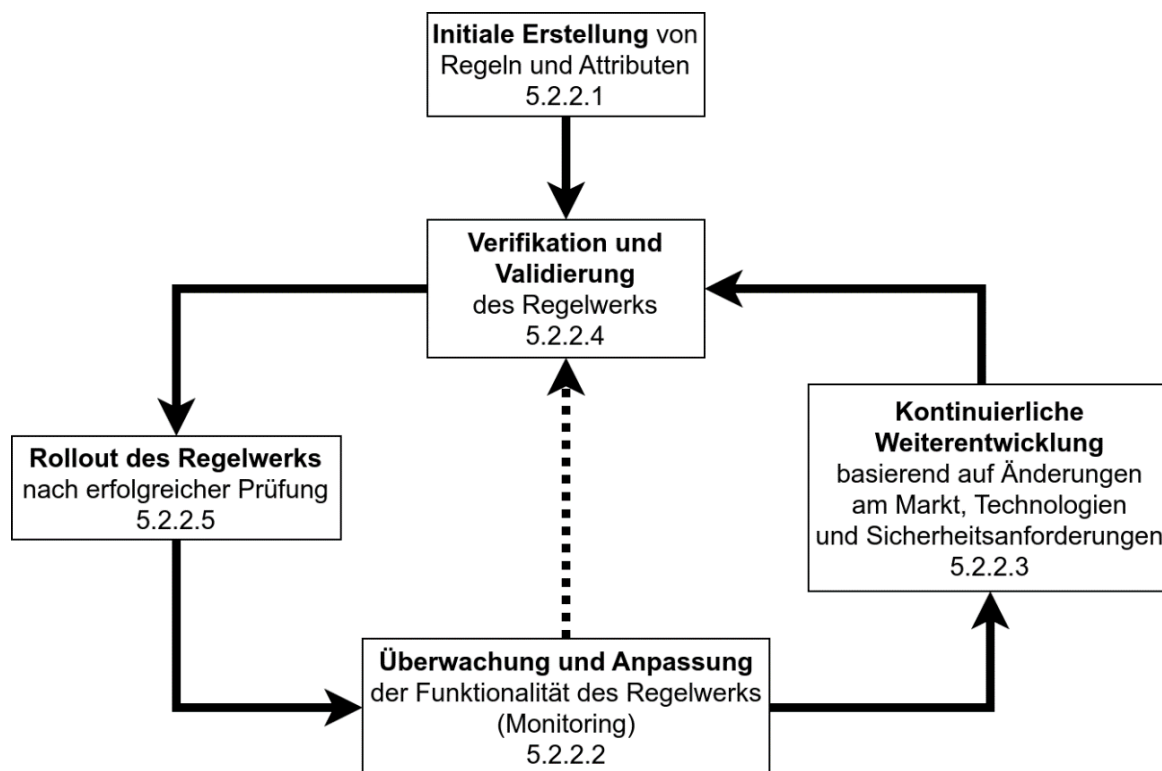 Initiale Erstellung von
Regeln und Attributen
5.2.2.1
Verifikation und
Validierung
des Regelwerks
5.2.2.4
Rollout des Regelwerks
nach erfolgreicher Prüfung
5.2.2.5
Kontinuierliche
Weiterentwicklung
basierend auf Änderungen
am Markt, Technologien
und Sicherheitsanforderungen
5.2.2.3
Überwachung und Anpassung
der Funktionalität des Regelwerks
(Monitoring)
5.2.2.2